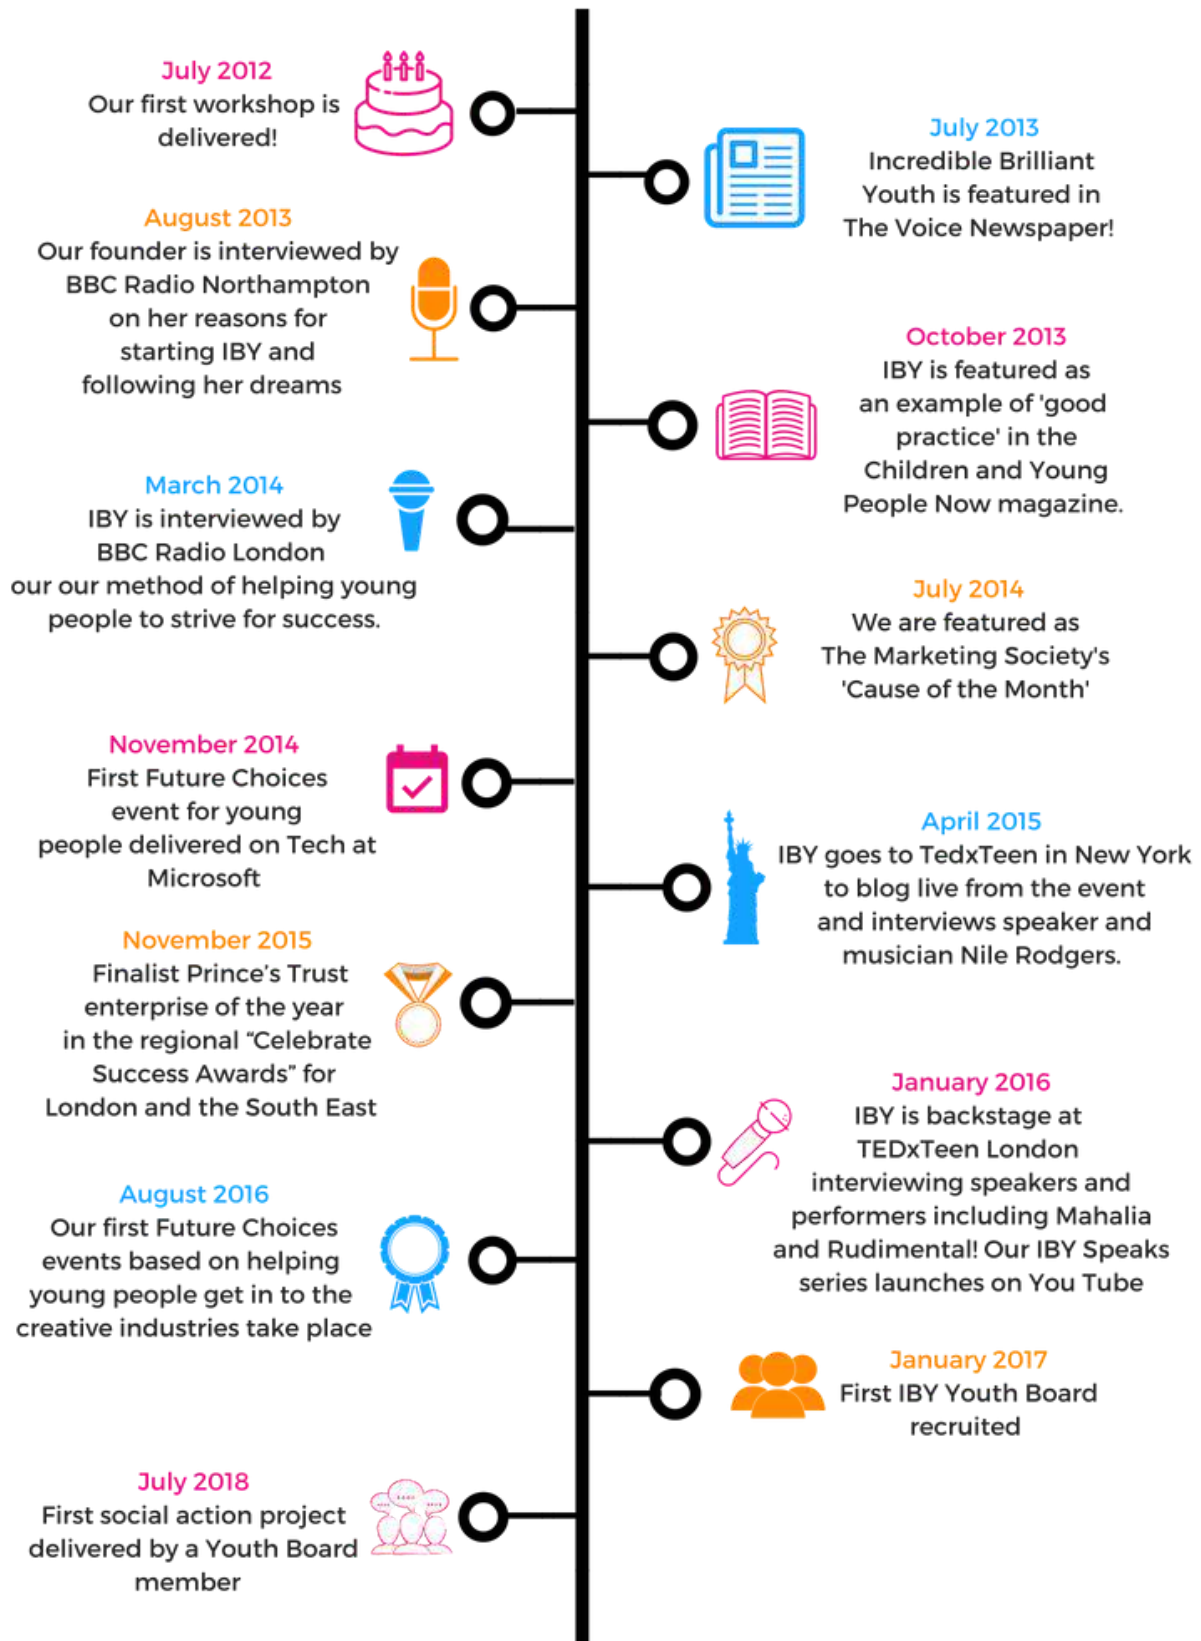 July 2012
Our first workshop is
delivered!
July 2013
Incredible Brilliant
Youth is featured in
The Voice Newspaper!
August 2013
Our founder is interviewed by
BBC Radio Northampton
on her reasons for
starting IBY and
following her dreams
October 2013
IBY is featured as
an example of 'good
practice' in the
Children and Young
People Now magazine.
March 2014
IBY is interviewed by
BBC Radio London
our our method of helping young
people to strive for success.
July 2014
We are featured as
The Marketing Society's
'Cause of the Month'
November 2014
First Future Choices
event for young
people delivered on Tech at
Microsoft
April 2015
IBY goes to TedxTeen in New York
to blog live from the event
and interviews speaker and
musician Nile Rodgers.
November 2015
Finalist Prince's Trust
enterprise of the year
in the regional “Celebrate
Success Awards” for
London and the South East
January 2016
IBY is backstage at
TEDxTeen London
interviewing speakers and
performers including Mahalia
and Rudimental! Our IBY Speaks
series launches on You Tube
August 2016
Our first Future Choices
events based on helping
young people get in to the
creative industries take place
January 2017
First IBY Youth Board
recruited
July 2018
First social action project
delivered by a Youth Board
member